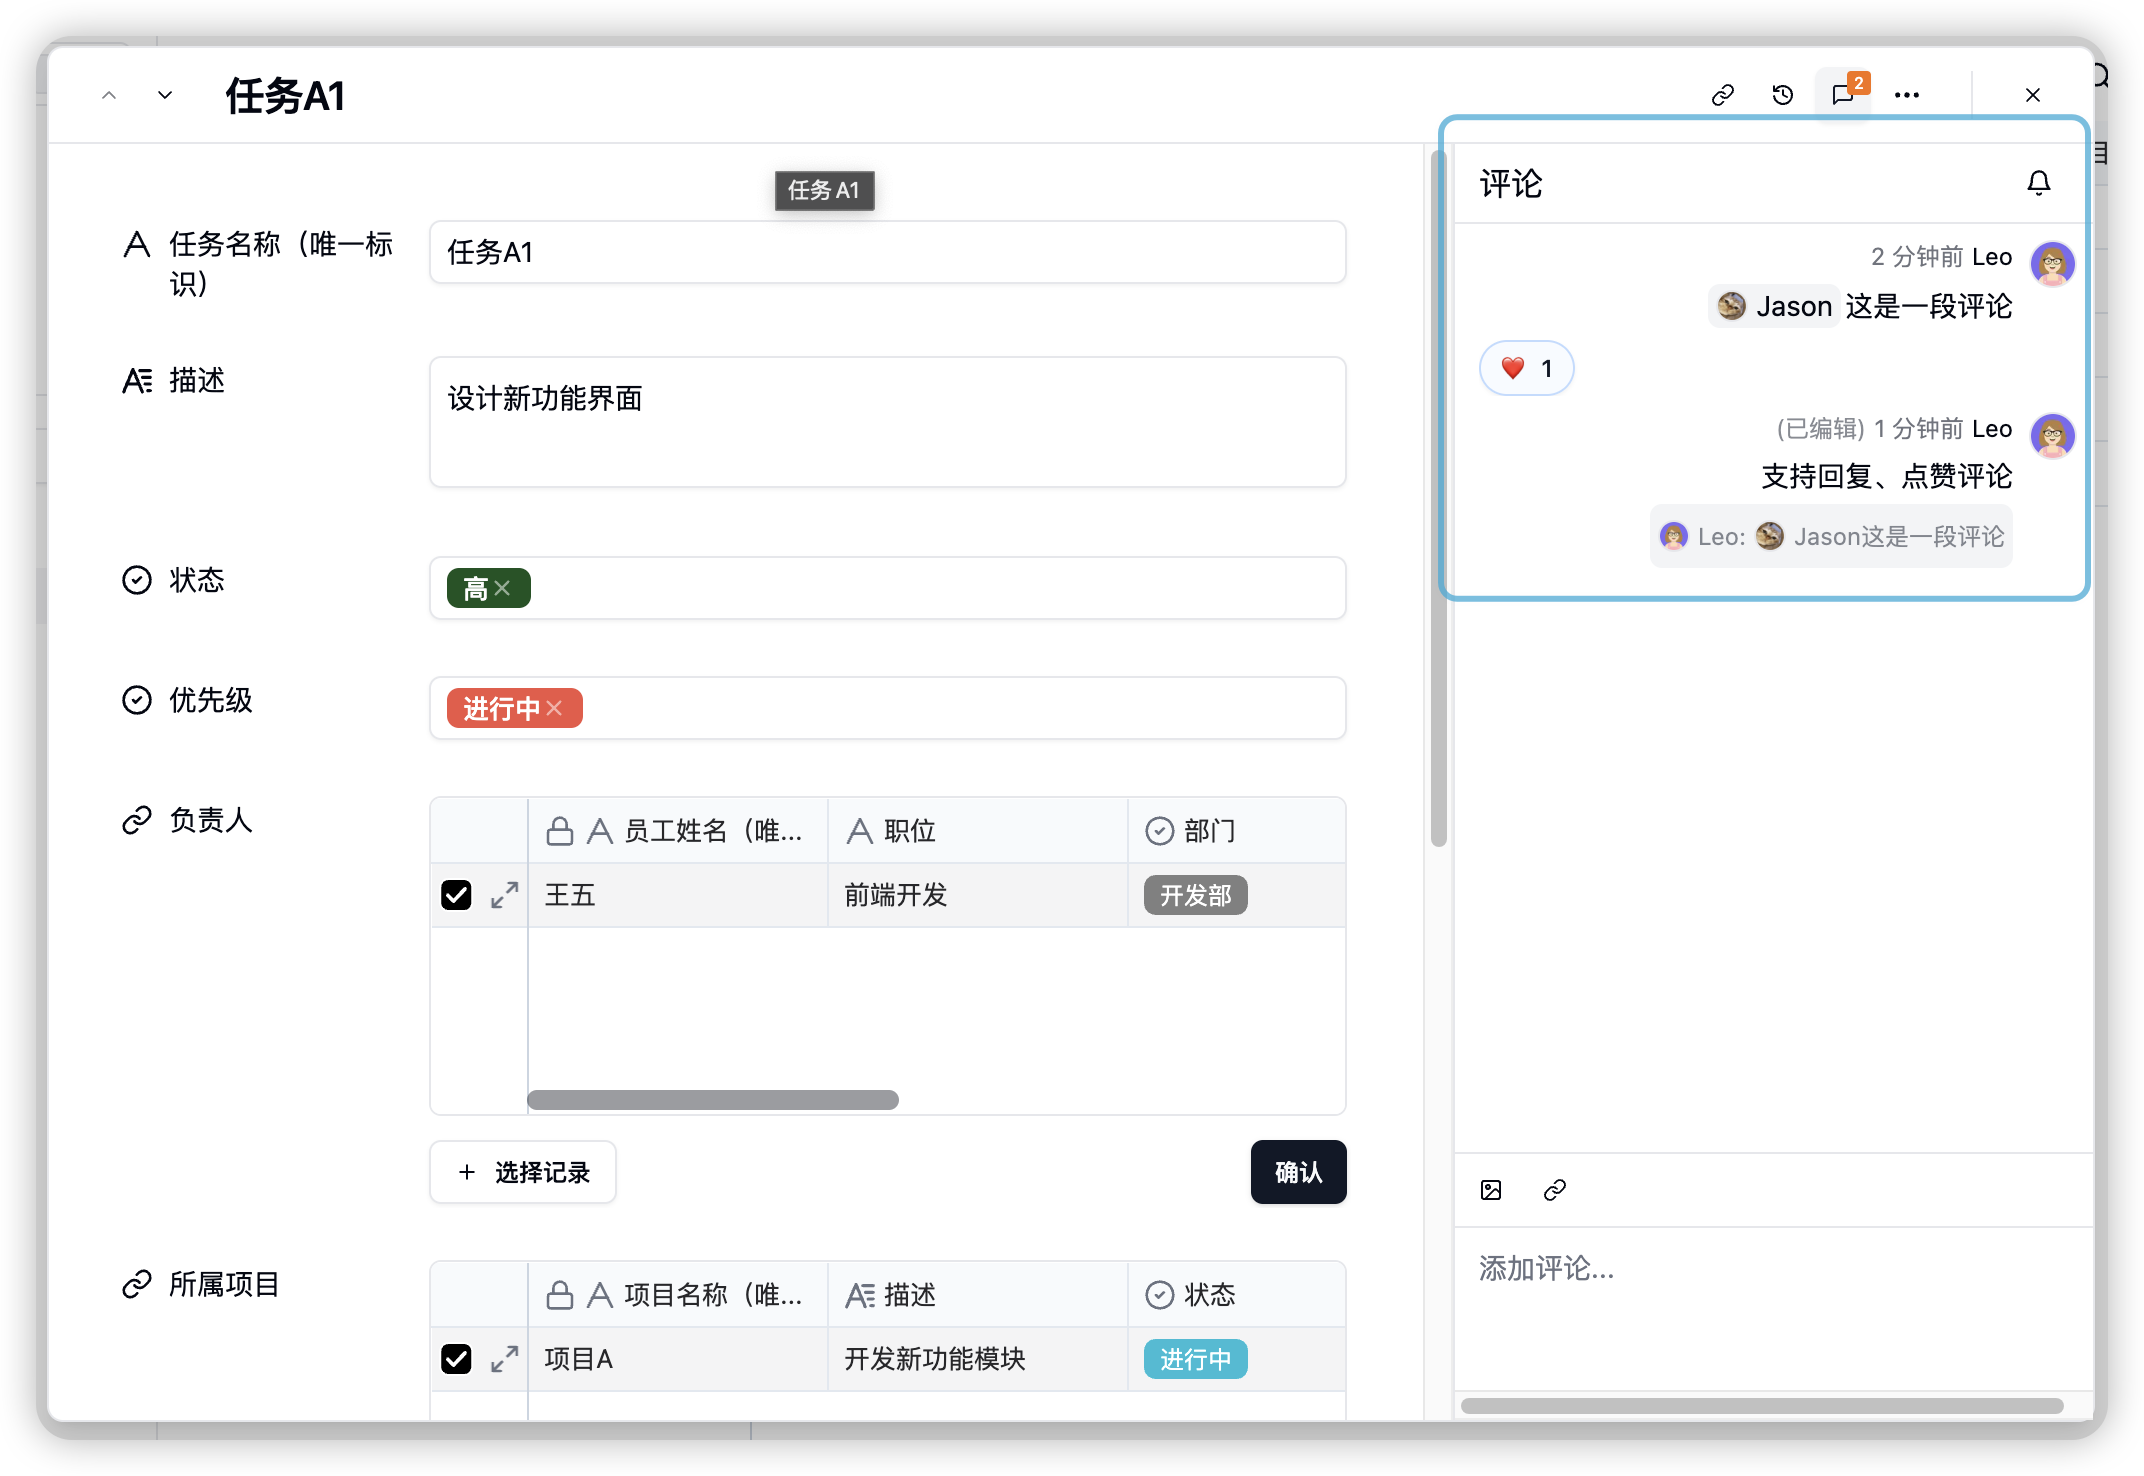 任务A1
2
任务 A1
任务名称（唯一标
识）
任务A1
描述
设计新功能界面
状态
高
优先级
进行中
负责人
员工姓名（唯...
职位
部门
王五
前端开发
开发部
选择记录
确认
所属项目
项目名称（唯...
描述
状态
项目A
开发新功能模块
进行中
评论
2 分钟前 Leo
Jason 这是一段评论
❤️ 1
(已编辑) 1 分钟前 Leo
支持回复、点赞评论
Leo: Jason这是一段评论
添加评论...